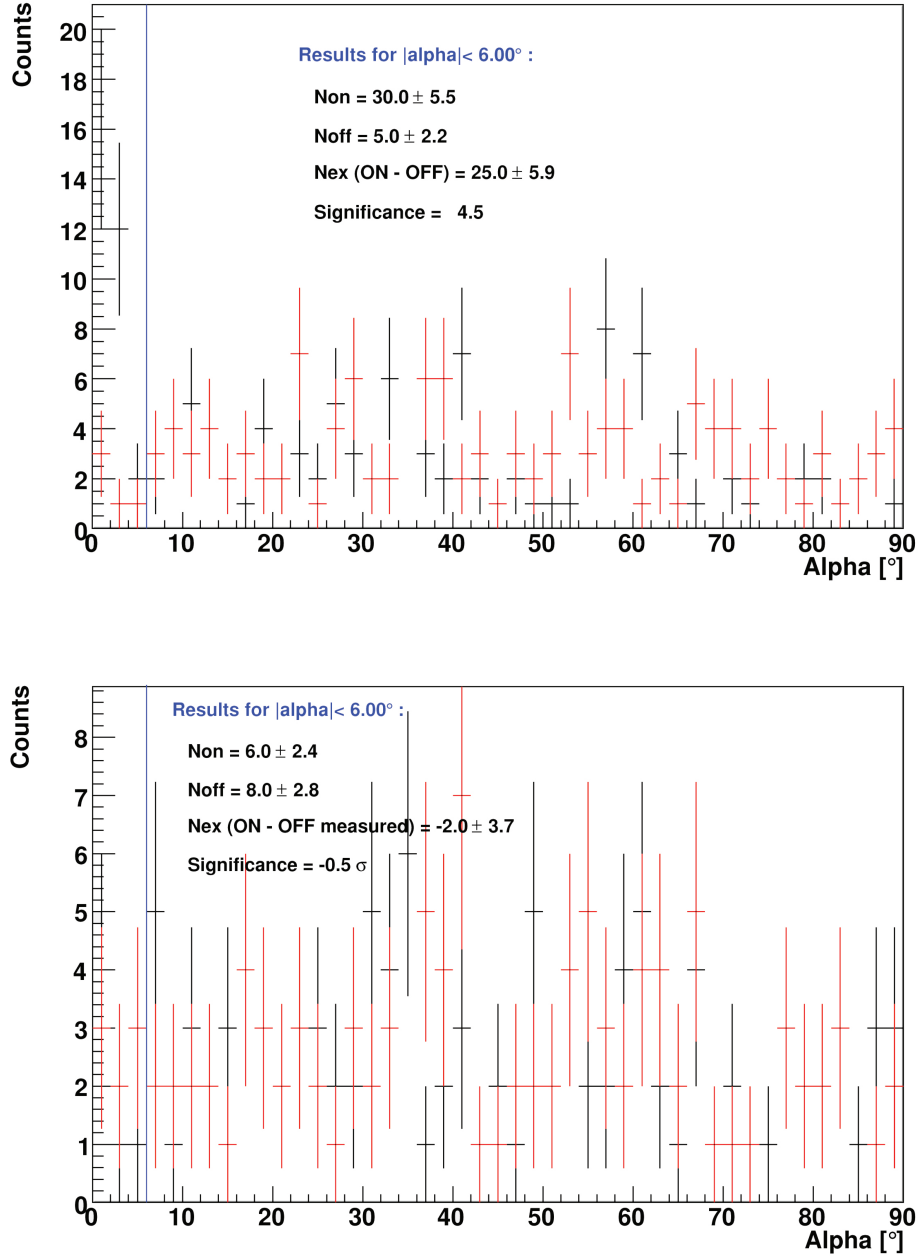 Counts
20
18
16
14
12
10
8
6
4
2
0
Results for |alpha|< 6.00° :
Non = 30.0 ± 5.5
Noff = 5.0 ± 2.2
Nex (ON - OFF) = 25.0 ± 5.9
Significance = 4.5
0 10 20 30 40 50 60 70 80 90
Alpha [°]
Counts
8
7
6
5
4
3
2
1
0
Results for |alpha|< 6.00° :
Non = 6.0 ± 2.4
Noff = 8.0 ± 2.8
Nex (ON - OFF measured) = -2.0 ± 3.7
Significance = -0.5 σ
0 10 20 30 40 50 60 70 80 90
Alpha [°]